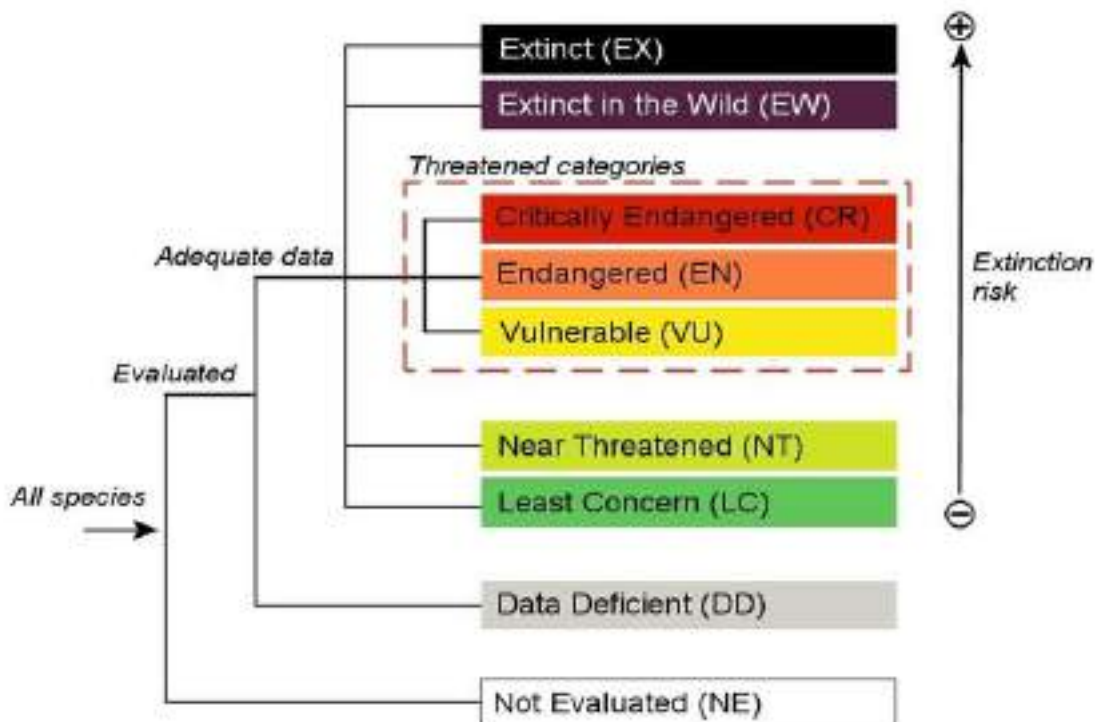 Extinct (EX)
Extinct in the Wild (EW)
Threatened categories
Critically Endangered (CR)
Adequate data
Endangered (EN)
Extinction
risk
Vulnerable (VU)
Evaluated
Near Threatened (NT)
All species
Least Concern (LC)
Data Deficient (DD)
Not Evaluated (NE)